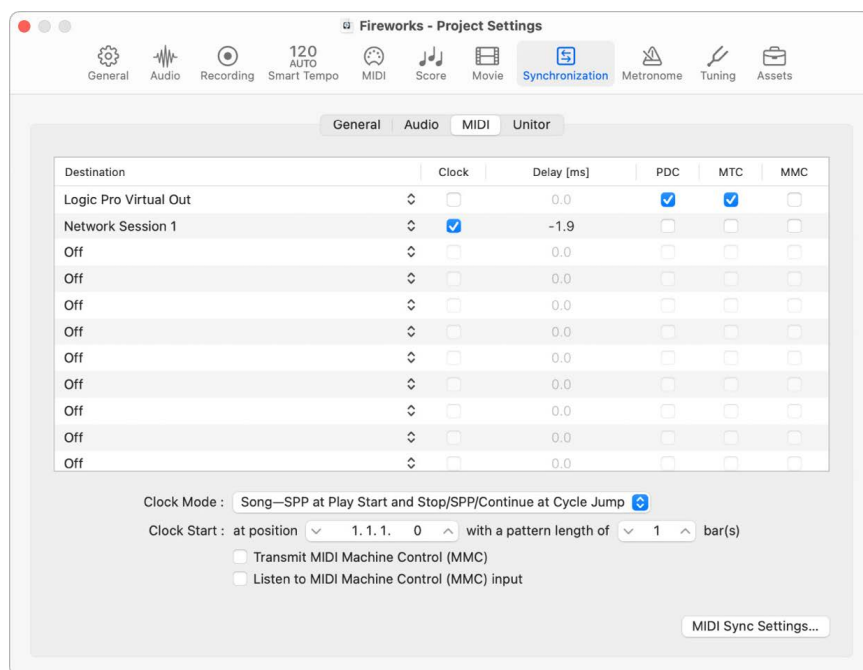 Fireworks - Project Settings
120
AUTO
General Audio Recording Smart Tempo MIDI Score Movie Synchronization Metronome Tuning Assets
General Audio MIDI Unitor
Destination Clock Delay [ms] PDC MTC MMC
Logic Pro Virtual Out 0.0
Network Session 1 -1.9
Off 0.0
Off 0.0
Off 0.0
Off 0.0
Off 0.0
Off 0.0
Off 0.0
Off 0.0
Off 0.0
Clock Mode : Song—SPP at Play Start and Stop/SPP/Continue at Cycle Jump
Clock Start : at position 1. 1. 1. 0 with a pattern length of 1 bar(s)
Transmit MIDI Machine Control (MMC)
Listen to MIDI Machine Control (MMC) input
MIDI Sync Settings...